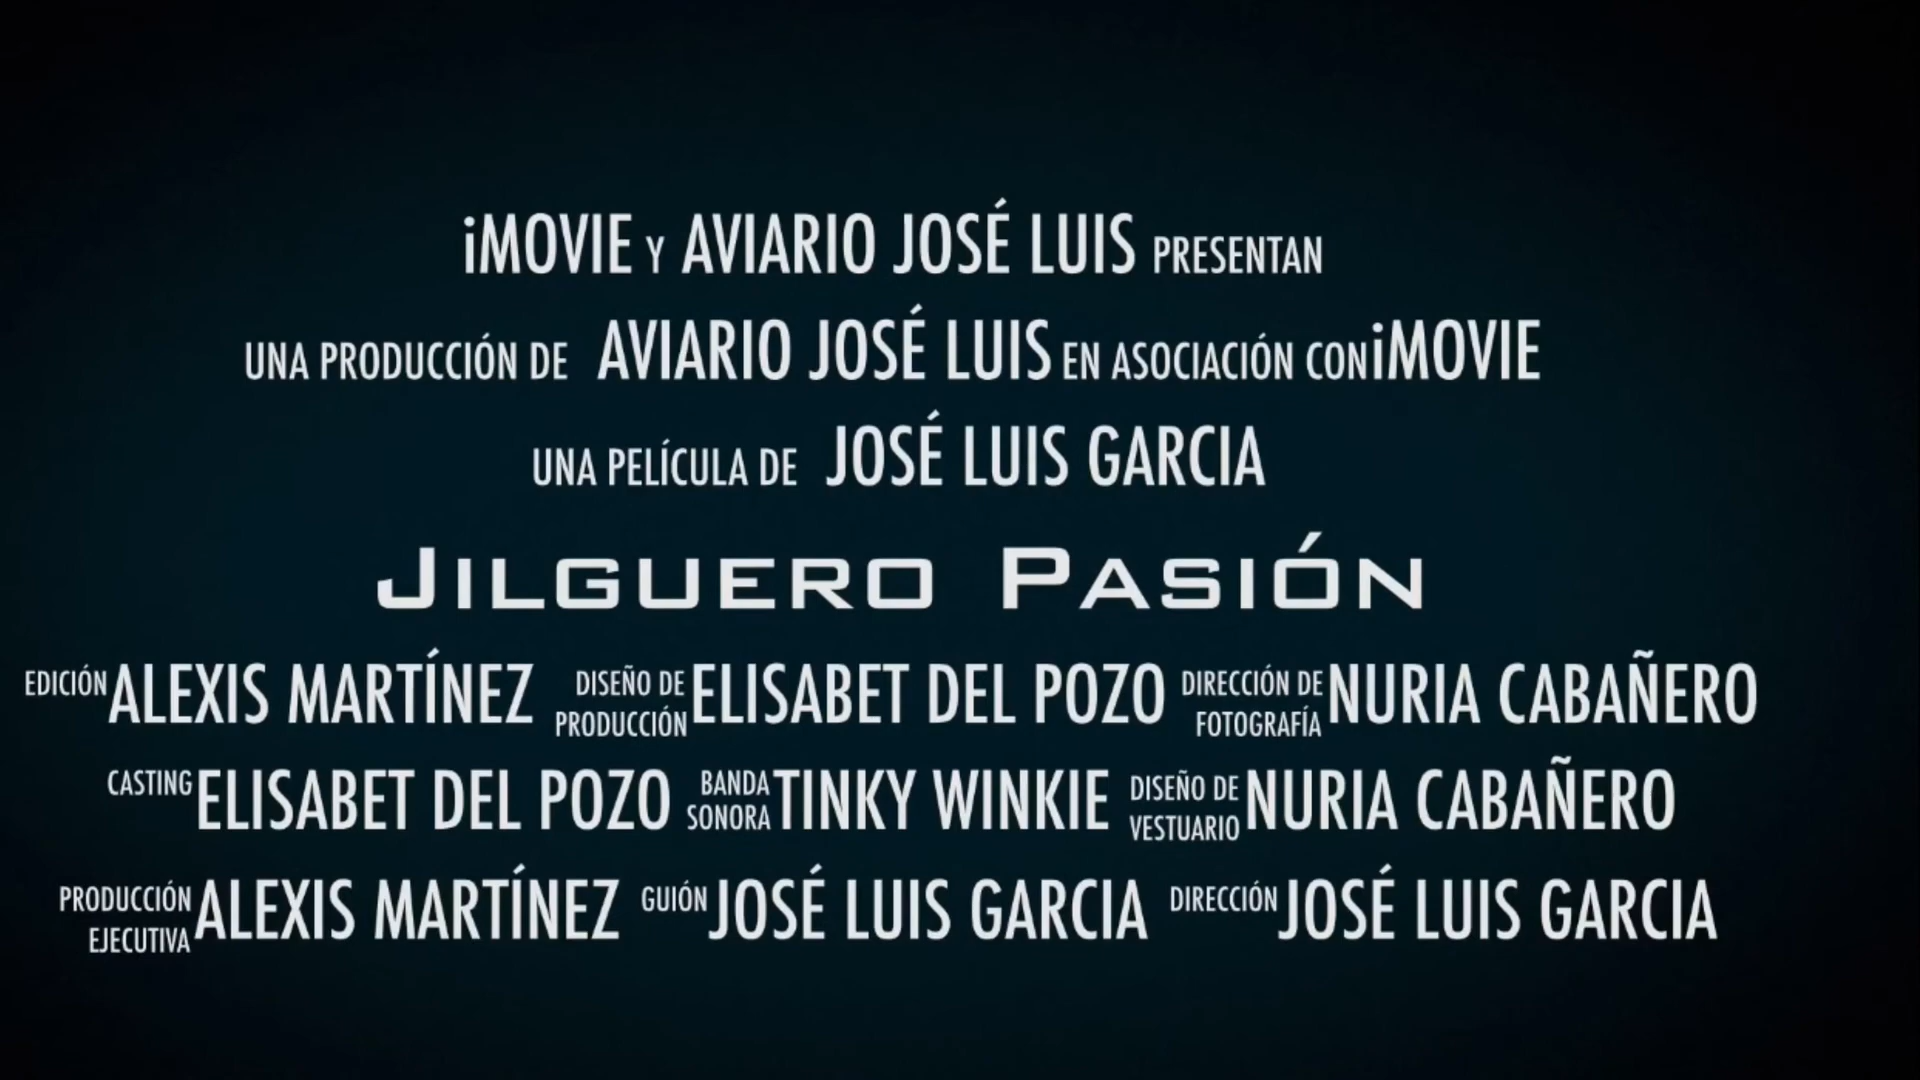 iMOVIE Y AVIARIO JOSÉ LUIS PRESENTAN
UNA PRODUCCIÓN DE AVIARIO JOSÉ LUIS EN ASOCIACIÓN CON iMOVIE
UNA PELÍCULA DE JOSÉ LUIS GARCIA
JILGUERO PASIÓN
EDICIÓN ALEXIS MARTÍNEZ DISEÑO DE PRODUCCIÓN ELISABET DEL POZO DIRECCIÓN DE FOTOGRAFÍA NURIA CABAÑERO
CASTING ELISABET DEL POZO BANDA SONORA TINKY WINKIE DISEÑO DE VESTUARIO NURIA CABAÑERO
PRODUCCIÓN EJECUTIVA ALEXIS MARTÍNEZ GUIÓN JOSÉ LUIS GARCIA DIRECCIÓN JOSÉ LUIS GARCIA